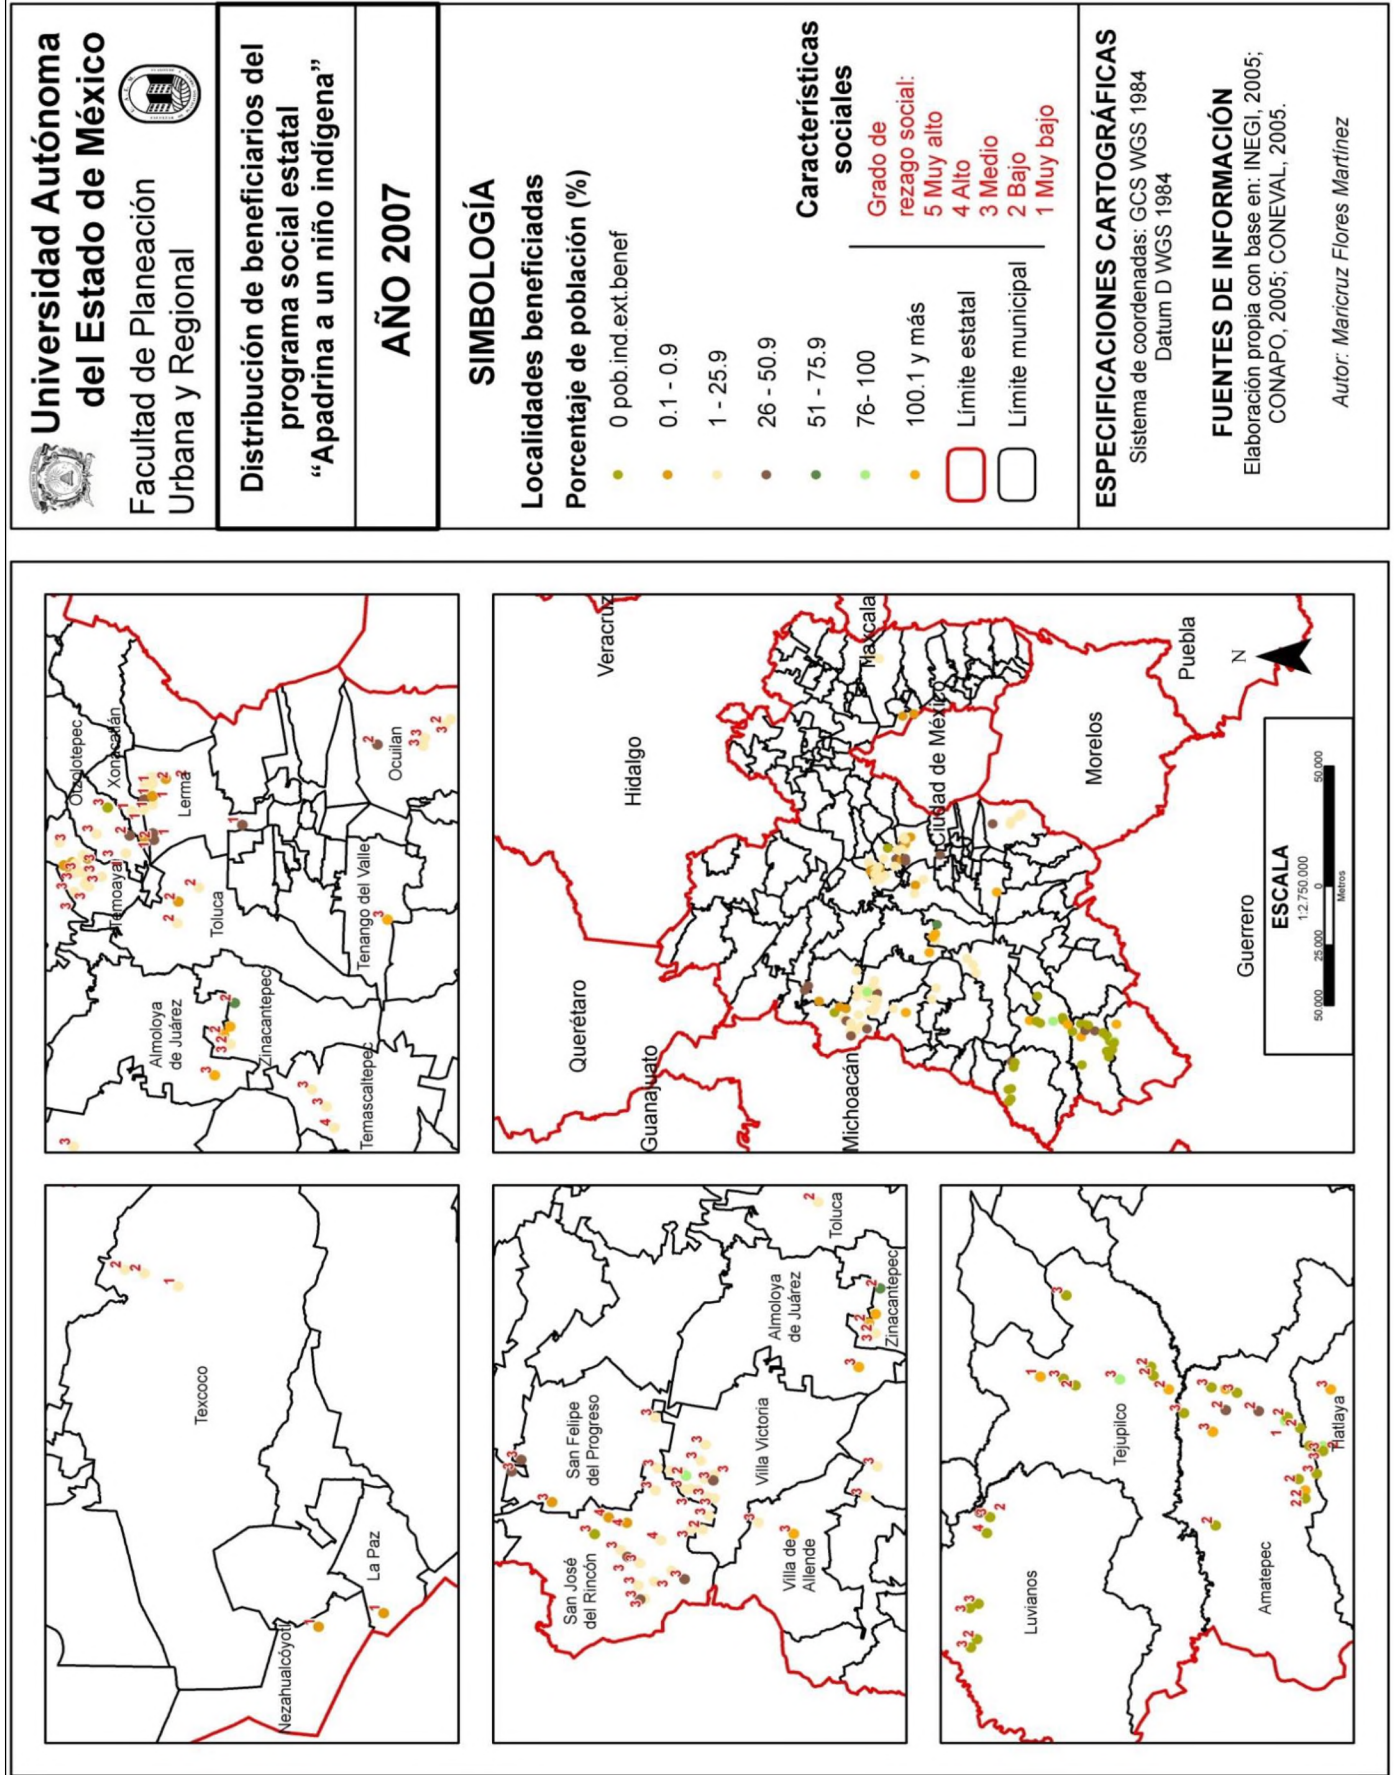 Universidad Autónoma
del Estado de México
Facultad de Planeación
Urbana y Regional
Distribución de beneficiarios del
programa social estatal
“Apadrina a un niño indígena”
AÑO 2007
SIMBOLOGÍA
Localidades beneficiadas
Porcentaje de población (%)
0 pob.ind.ext.benef
0.1 - 0.9
1 - 25.9
26 - 50.9
51 - 75.9
76- 100
100.1 y más
Límite estatal
Límite municipal
Características
sociales
Grado de
rezago social:
5 Muy alto
4 Alto
3 Medio
2 Bajo
1 Muy bajo
ESPECIFICACIONES CARTOGRÁFICAS
Sistema de coordenadas: GCS WGS 1984
Datum D WGS 1984
FUENTES DE INFORMACIÓN
Elaboración propia con base en: INEGI, 2005;
CONAPO, 2005; CONEVAL, 2005.
Autor: Maricruz Flores Martínez
Texcoco
La Paz
Nezahualcóyotl
Otzolotepec
Xonacatlán
Lerma
Temoaya
Toluca
Almoloya
de Juárez
Zinacantepec
Temascaltepec
Tenango del Valle
Ocuilan
San Felipe
del Progreso
San José
del Rincón
Villa Victoria
Villa de
Allende
Almoloya
de Juárez
Toluca
Zinacantepec
Veracruz
Hidalgo
Querétaro
Guanajuato
Michoacán
Tlaxcala
Ciudad de México
Puebla
Morelos
Guerrero
N
ESCALA
1:2.750.000
50.000 25.000 0 50.000
Metros
Luvianos
Tejupilco
Amatepec
Tlatlaya